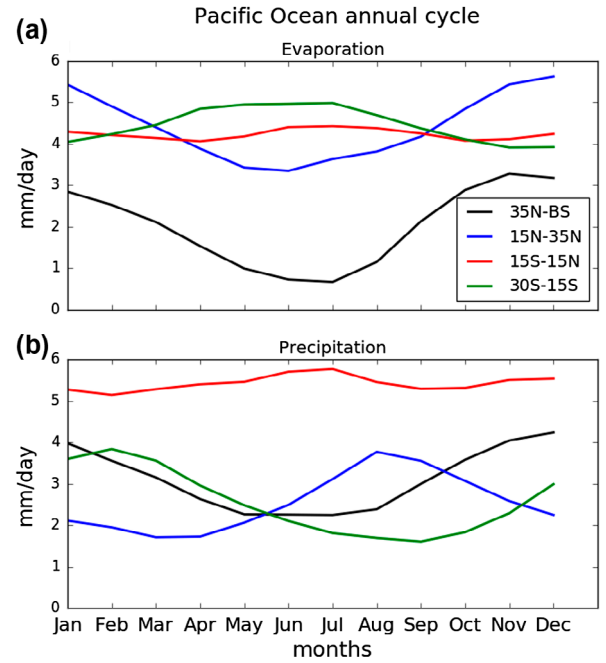 Pacific Ocean annual cycle
(a)
Evaporation
6
5
4
3
2
1
0
mm/day
35N-BS
15N-35N
15S-15N
30S-15S
(b)
Precipitation
6
5
4
3
2
1
0
mm/day
Jan Feb Mar Apr May Jun Jul Aug Sep Oct Nov Dec
months